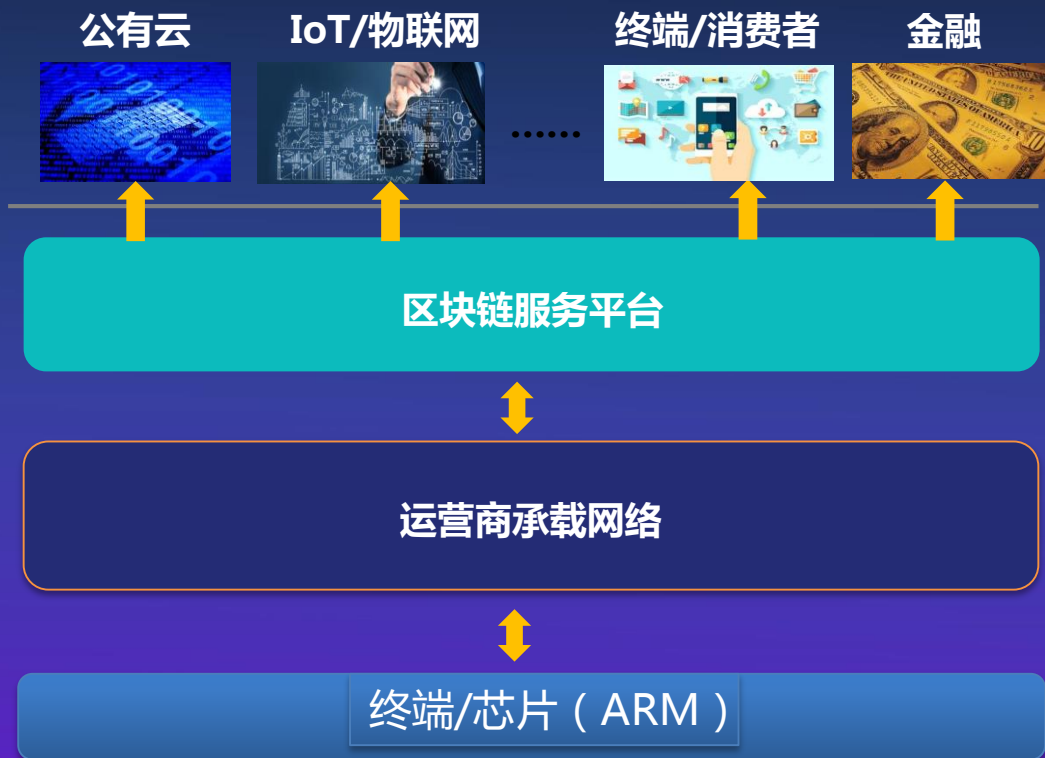 公有云
IoT/物联网
终端/消费者
金融
......
区块链服务平台
运营商承载网络
终端/芯片（ARM）